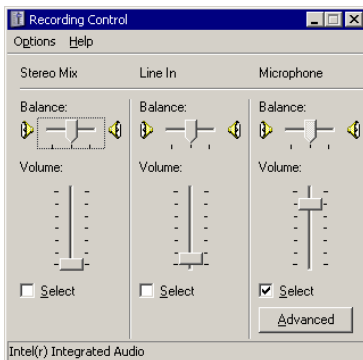 Recording Control
Options Help
Stereo Mix Line In Microphone
Balance: Balance: Balance:
Volume: Volume: Volume:
Select Select Select
Advanced
Intel(r) Integrated Audio